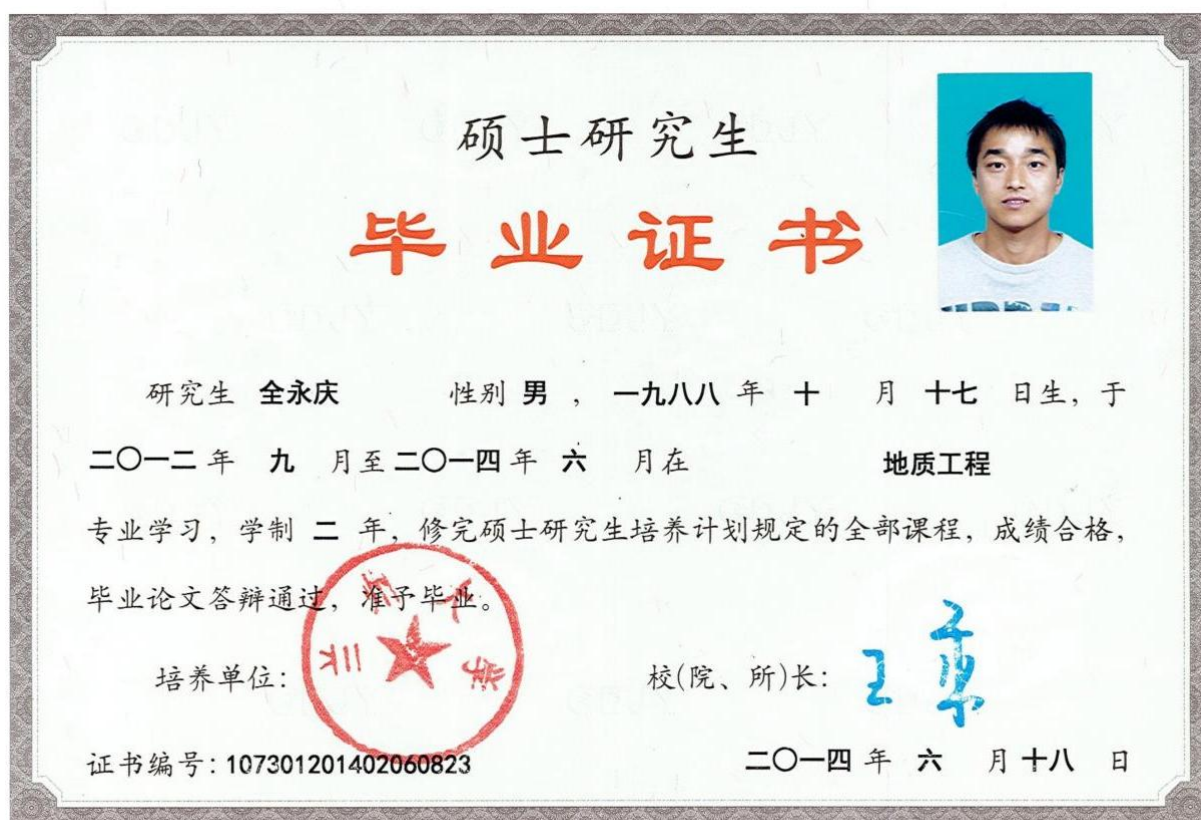 硕士研究生
毕业证书
研究生 全永庆 性别 男 ，一九八八 年 十 月 十七 日生，于
二〇一二 年 九 月至 二〇一四 年 六 月在 地质工程
专业学习，学制 二 年，修完硕士研究生培养计划规定的全部课程，成绩合格，
毕业论文答辩通过，准予毕业。
培养单位：
校(院、所)长：
证书编号：107301201402060823
二〇一四 年 六 月 十八 日